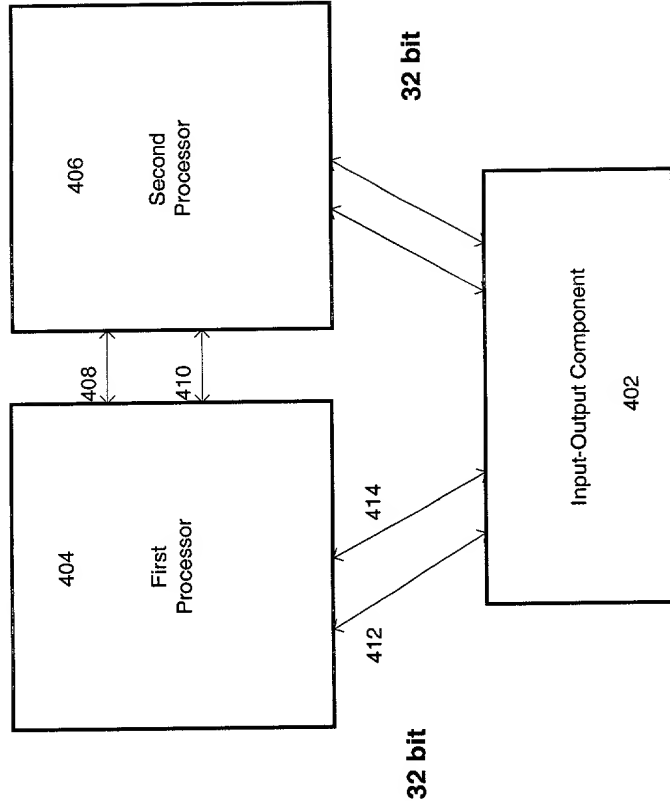 406
Second
Processor
32 bit
408
410
404
First
Processor
414
412
32 bit
Input-Output Component
402